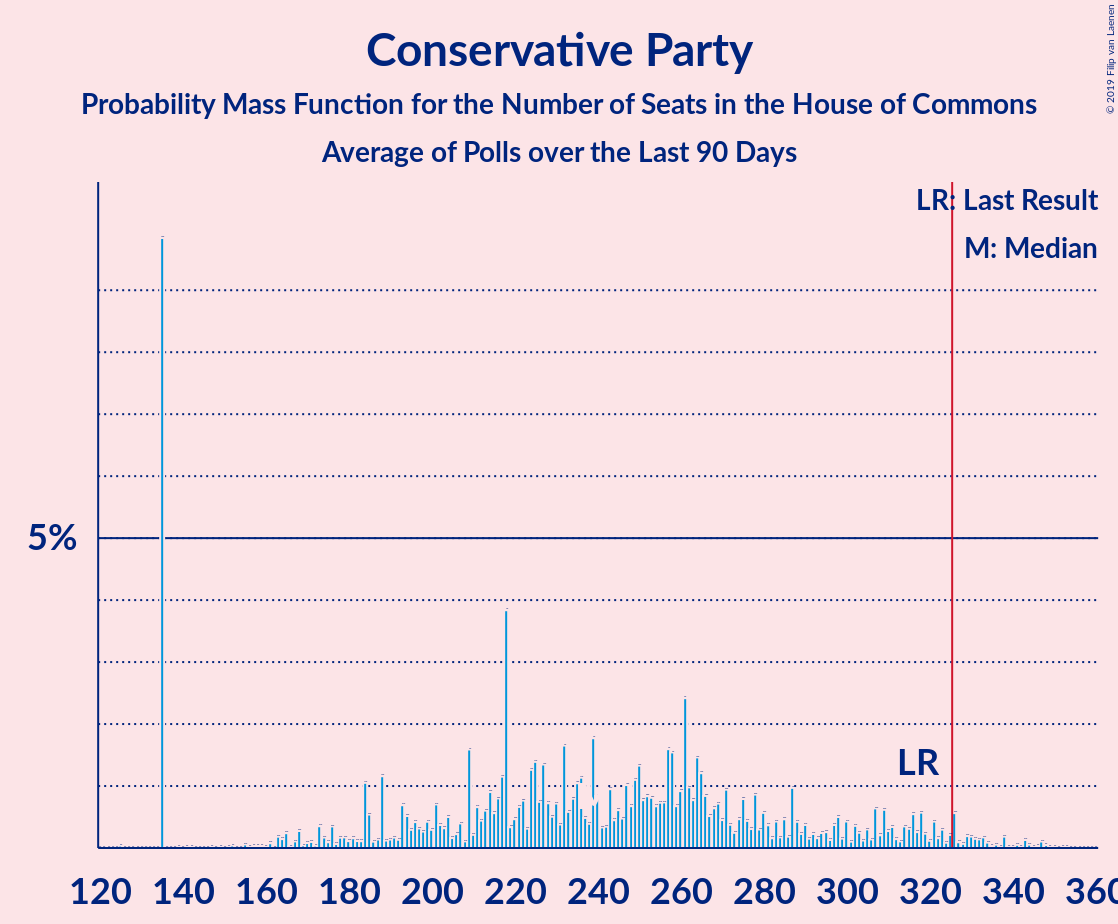 Conservative Party
Probability Mass Function for the Number of Seats in the House of Commons
Average of Polls over the Last 90 Days
© 2019 Filip van Laenen
LR: Last Result
M: Median
5%
LR
120 140 160 180 200 220 240 260 280 300 320 340 360